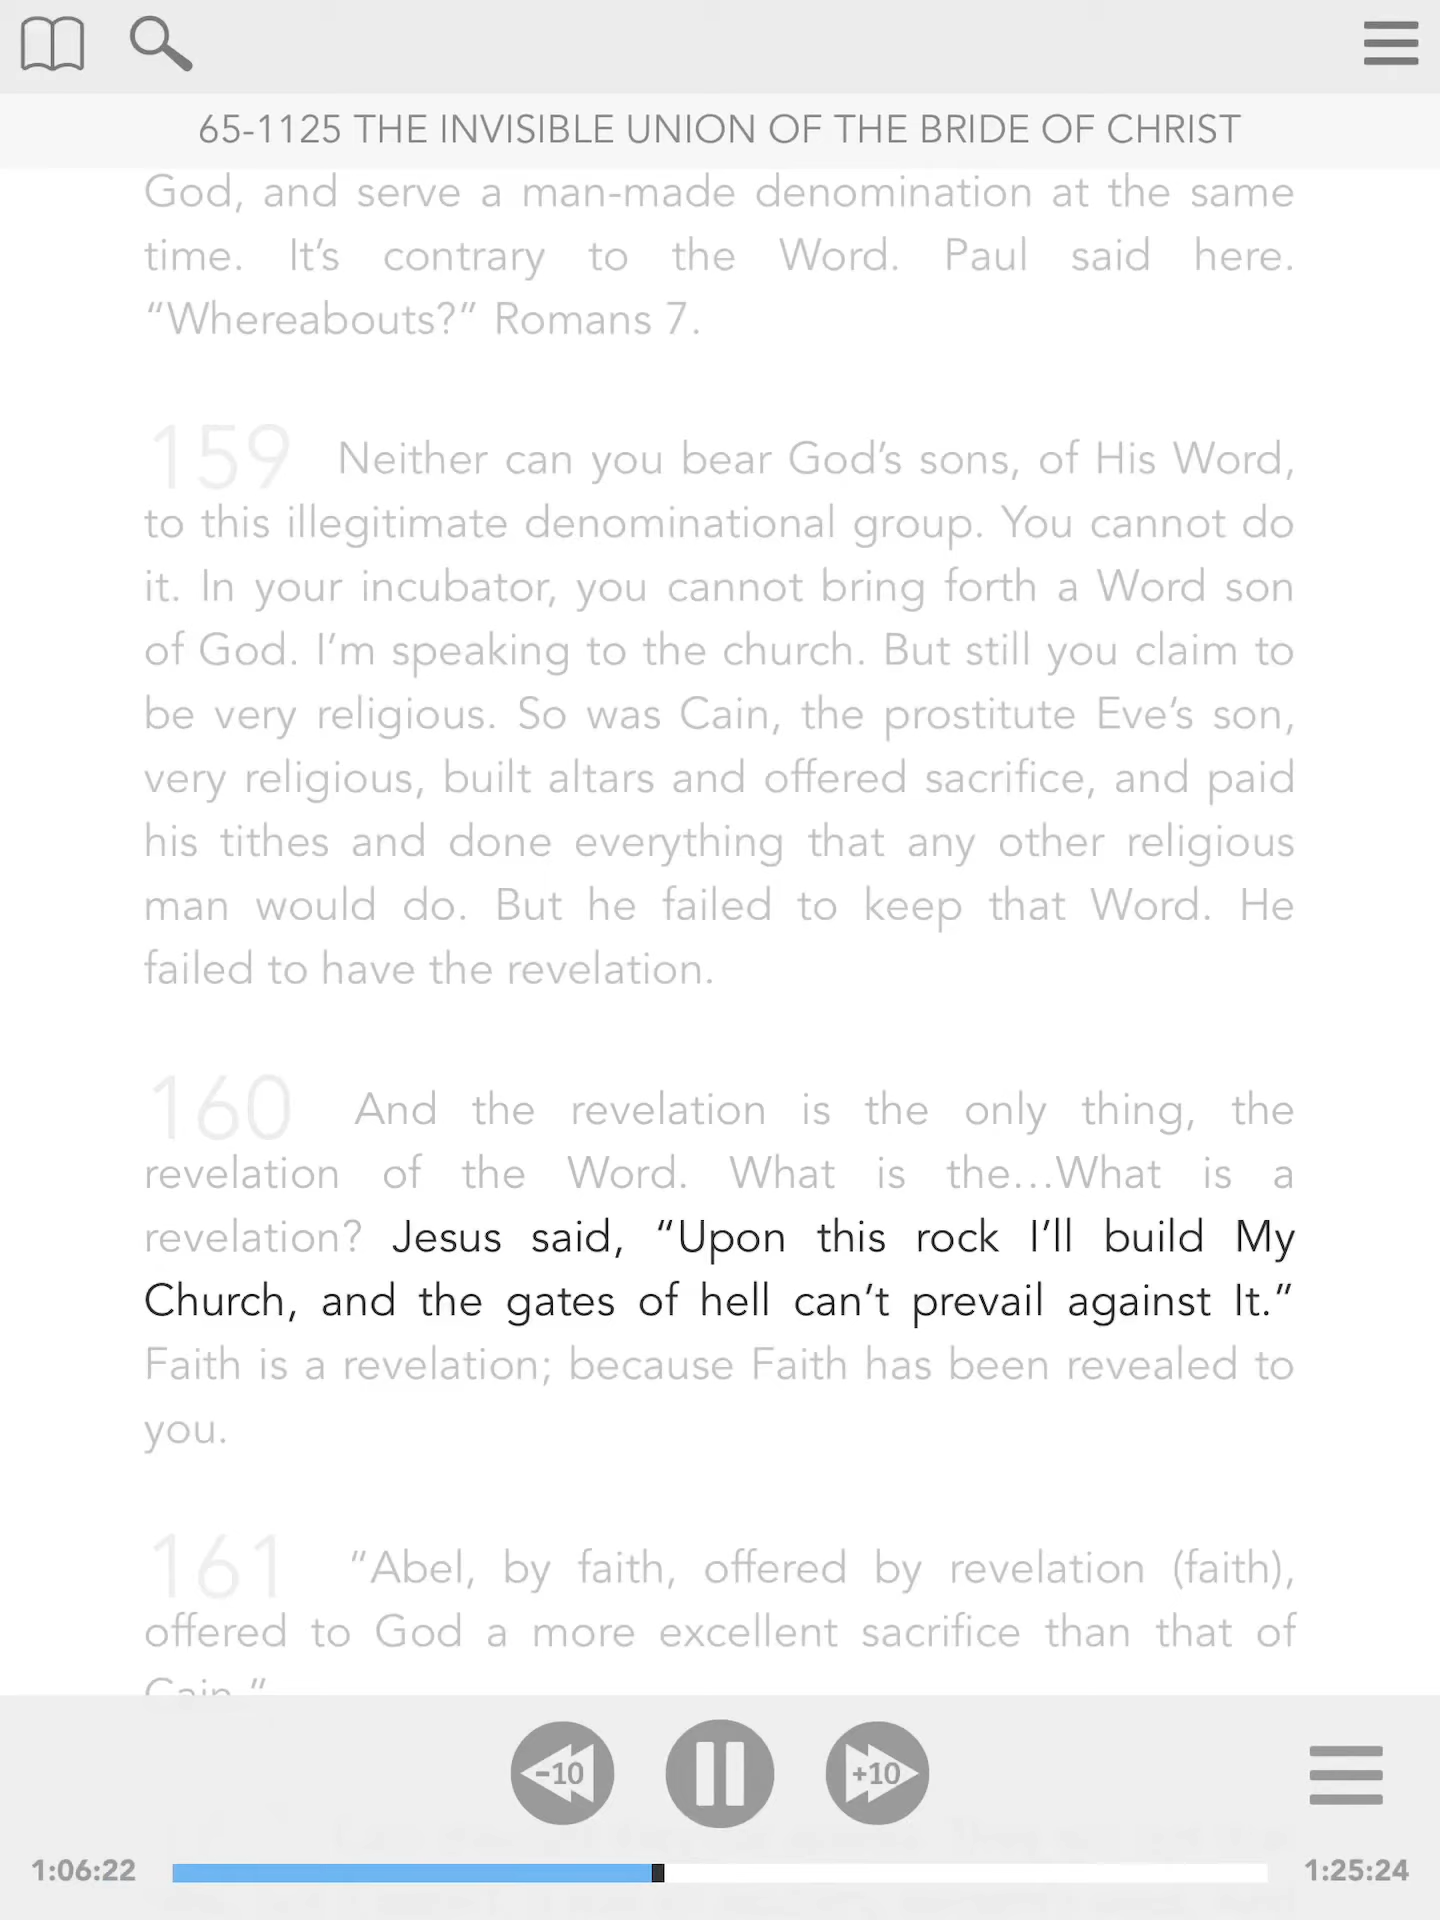 65-1125 THE INVISIBLE UNION OF THE BRIDE OF CHRIST
God, and serve a man-made denomination at the same
time. It’s contrary to the Word. Paul said here.
“Whereabouts?” Romans 7.
159 Neither can you bear God’s sons, of His Word,
to this illegitimate denominational group. You cannot do
it. In your incubator, you cannot bring forth a Word son
of God. I’m speaking to the church. But still you claim to
be very religious. So was Cain, the prostitute Eve’s son,
very religious, built altars and offered sacrifice, and paid
his tithes and done everything that any other religious
man would do. But he failed to keep that Word. He
failed to have the revelation.
160 And the revelation is the only thing, the
revelation of the Word. What is the…What is a
revelation? Jesus said, “Upon this rock I’ll build My
Church, and the gates of hell can’t prevail against It.”
Faith is a revelation; because Faith has been revealed to
you.
161 “Abel, by faith, offered by revelation (faith),
offered to God a more excellent sacrifice than that of
Cain.”
-10 +10
1:06:22 1:25:24